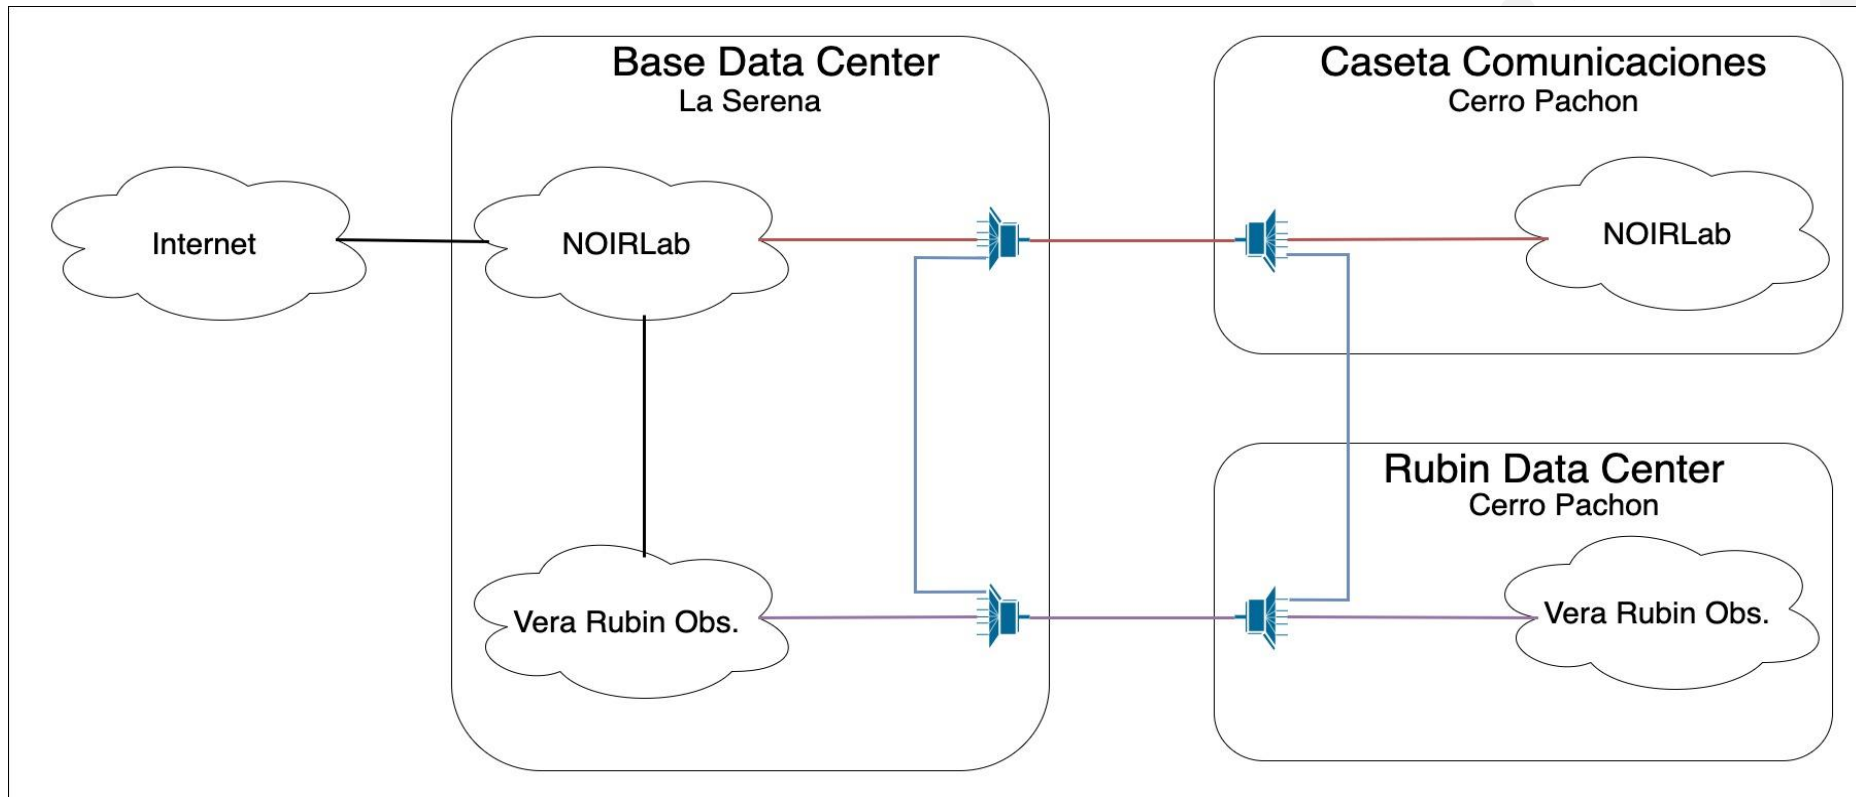 Base Data Center
La Serena
Caseta Comunicaciones
Cerro Pachon
Internet
NOIRLab
NOIRLab
Rubin Data Center
Cerro Pachon
Vera Rubin Obs.
Vera Rubin Obs.